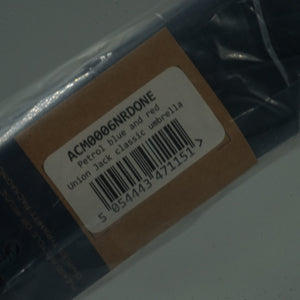 ACM0006NRDONE
Petrol blue and red
Union Jack classic umbrella
5 054443 471151 >